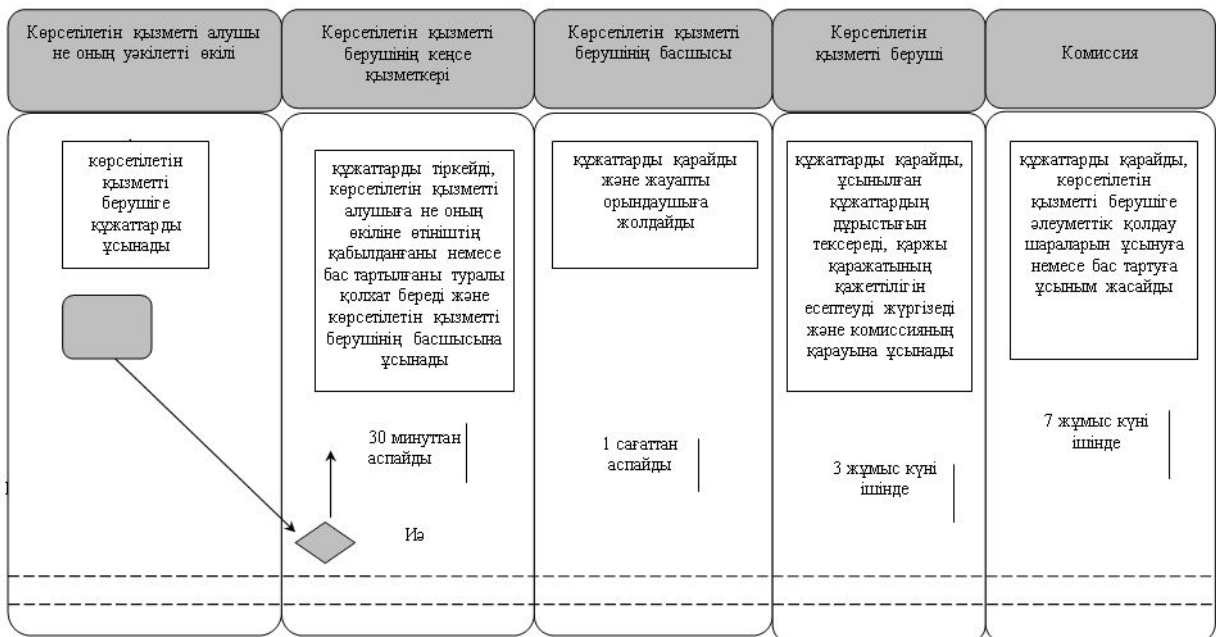 Көрсетілетін қызметті алушы
не оның уәкілетті өкілі
Көрсетілетін қызметті
берушінің кеңсе
қызметкері
Көрсетілетін қызметті
берушінің басшысы
Көрсетілетін
қызметті беруші
Комиссия
көрсетілетін
қызметті
берушіге
құжаттарды
ұсынады
құжаттарды тіркейді,
көрсетілетін қызметті
алушыға не оның
өкіліне өтініштің
қабылданғаны немесе
бас тартылғаны туралы
қолхат береді және
көрсетілетін қызметті
берушінің басшысына
ұсынады
30 минуттан
аспайды
Иә
құжаттарды қарайды
және жауапты
орындаушыға
жолдайды
1 сағаттан
аспайды
құжаттарды қарайды,
ұсынылған
құжаттардың
дұрыстығын
тексереді, қаржы
қаражатының
қажеттілігін
есептеуді жүргізеді
және комиссияның
қарауына ұсынады
3 жұмыс күні
ішінде
құжаттарды қарайды,
көрсетілетін
қызметті берушіге
әлеуметтік қолдау
шараларын ұсынуға
немесе бас тартуға
ұсыным жасайды
7 жұмыс күні
ішінде